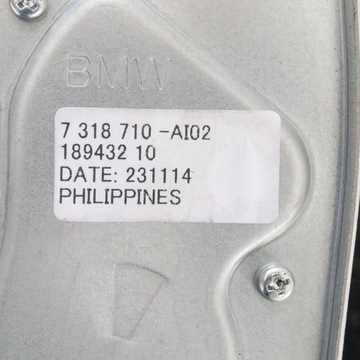 BMW
7 318 710 -AI02
189432 10
DATE: 231114
PHILIPPINES